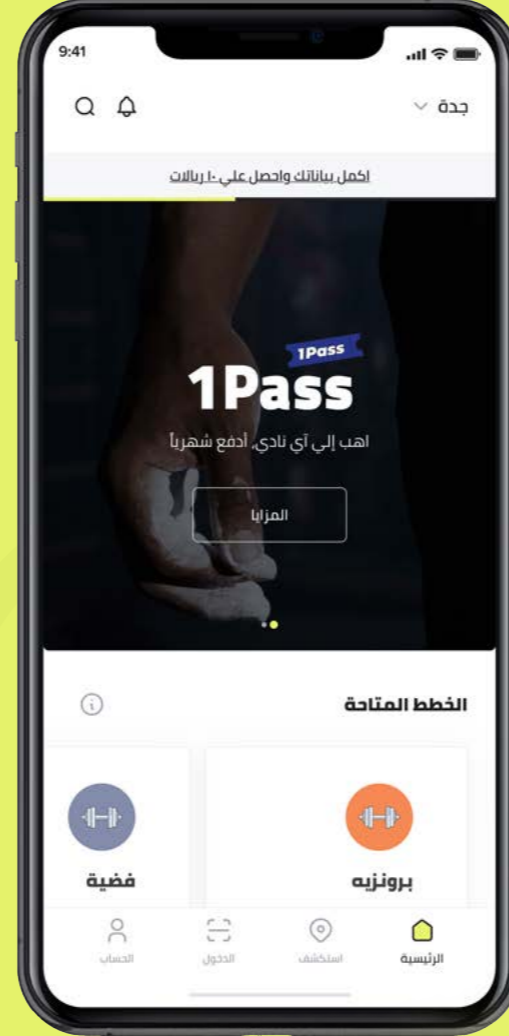 9:41
جدة
اكمل بياناتك واحصل علي ١٠ ريالات
1Pass
1Pass
اهب إلي آي نادي, أدفع شهرياً
المزايا
الخطط المتاحة
برونزيه
فضية
الرئيسية
استكشف
الدخول
الحساب